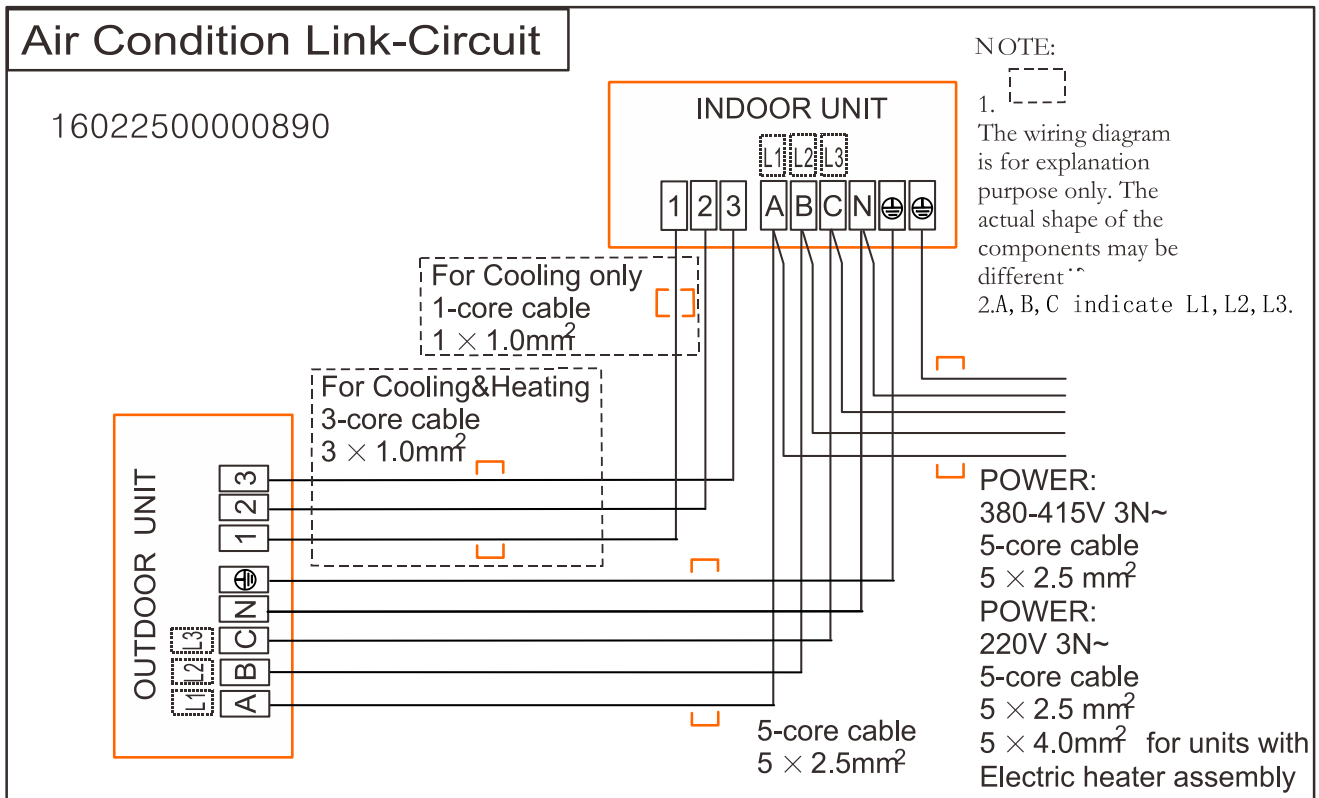 Air Condition Link-Circuit
16022500000890
NOTE:
1.
The wiring diagram
is for explanation
purpose only. The
actual shape of the
components may be
different
2.A,B,C indicate L1,L2,L3.
INDOOR UNIT
L1 L2 L3
1 2 3 A B C N
For Cooling only
1-core cable
1 × 1.0mm²
For Cooling&Heating
3-core cable
3 × 1.0mm²
OUTDOOR UNIT
3
2
1
N
L3 C
L2 B
L1 A
5-core cable
5 × 2.5mm²
POWER:
380-415V 3N~
5-core cable
5 × 2.5 mm²
POWER:
220V 3N~
5-core cable
5 × 2.5 mm²
5 × 4.0mm² for units with
Electric heater assembly